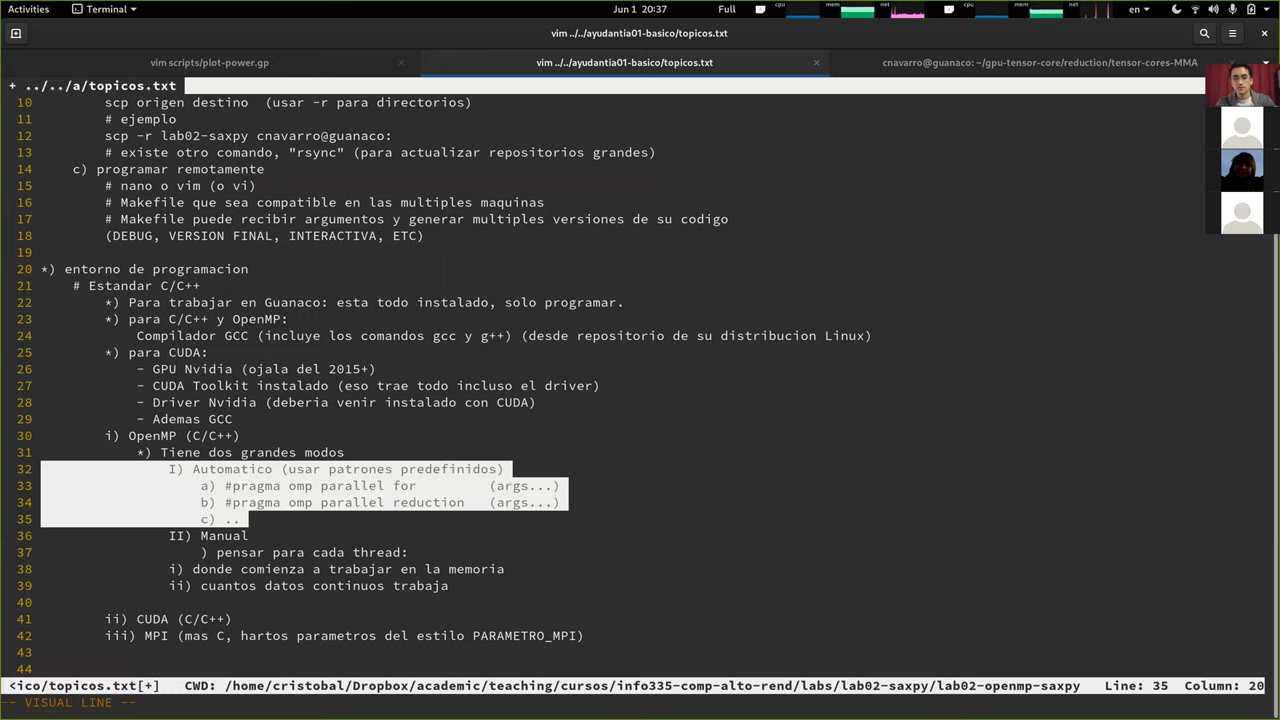 Activities Terminal ▾ Jun 1 20:37 Full cpu mem net cpu mem net en ▾
vim ../../ayudantia01-basico/topicos.txt
vim scripts/plot-power.gp × vim ../../ayudantia01-basico/topicos.txt × cnavarro@guanaco: ~/gpu-tensor-core/reduction/tensor-cores-MMA
+ ../../a/topicos.txt
10 scp origen destino (usar -r para directorios)
11 # ejemplo
12 scp -r lab02-saxpy cnavarro@guanaco:
13 # existe otro comando, "rsync" (para actualizar repositorios grandes)
14 c) programar remotamente
15 # nano o vim (o vi)
16 # Makefile que sea compatible en las multiples maquinas
17 # Makefile puede recibir argumentos y generar multiples versiones de su codigo
18 (DEBUG, VERSION FINAL, INTERACTIVA, ETC)
19
20 *) entorno de programacion
21 # Estandar C/C++
22 *) Para trabajar en Guanaco: esta todo instalado, solo programar.
23 *) para C/C++ y OpenMP:
24 Compilador GCC (incluye los comandos gcc y g++) (desde repositorio de su distribucion Linux)
25 *) para CUDA:
26 - GPU Nvidia (ojala del 2015+)
27 - CUDA Toolkit instalado (eso trae todo incluso el driver)
28 - Driver Nvidia (deberia venir instalado con CUDA)
29 - Ademas GCC
30 i) OpenMP (C/C++)
31 *) Tiene dos grandes modos
32 I) Automatico (usar patrones predefinidos)
33 a) #pragma omp parallel for (args...)
34 b) #pragma omp parallel reduction (args...)
35 c) ..
36 II) Manual
37 ) pensar para cada thread:
38 i) donde comienza a trabajar en la memoria
39 ii) cuantos datos continuos trabaja
40
41 ii) CUDA (C/C++)
42 iii) MPI (mas C, hartos parametros del estilo PARAMETRO_MPI)
43
44
<ico/topicos.txt[+] CWD: /home/cristobal/Dropbox/academic/teaching/cursos/info335-comp-alto-rend/labs/lab02-saxpy/lab02-openmp-saxpy Line: 35 Column: 20
-- VISUAL LINE --